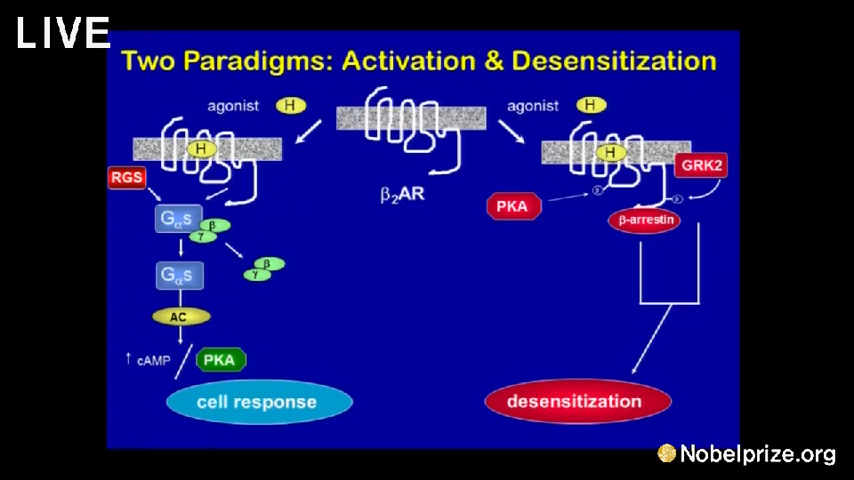 LIVE
Two Paradigms: Activation & Desensitization
agonist H
agonist H
H
H
RGS
GRK2
β₂AR
PKA
P
P
β-arrestin
Gαs
β
γ
β
γ
Gαs
AC
↑ cAMP / PKA
cell response
desensitization
Nobelprize.org